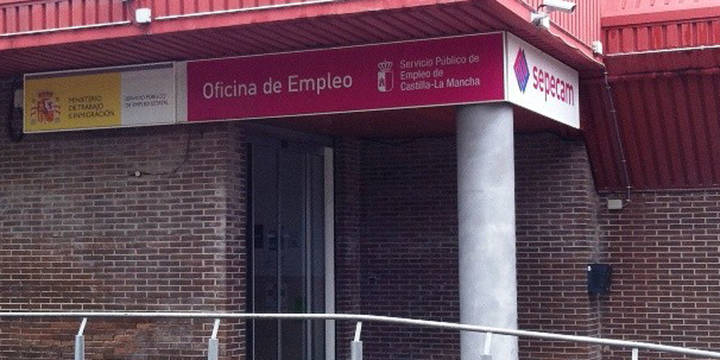 MINISTERIO
DE TRABAJO
E INMIGRACIÓN
SERVICIO PÚBLICO
DE EMPLEO ESTATAL
Oficina de Empleo
Servicio Público de
Empleo de
Castilla-La Mancha
sepecam